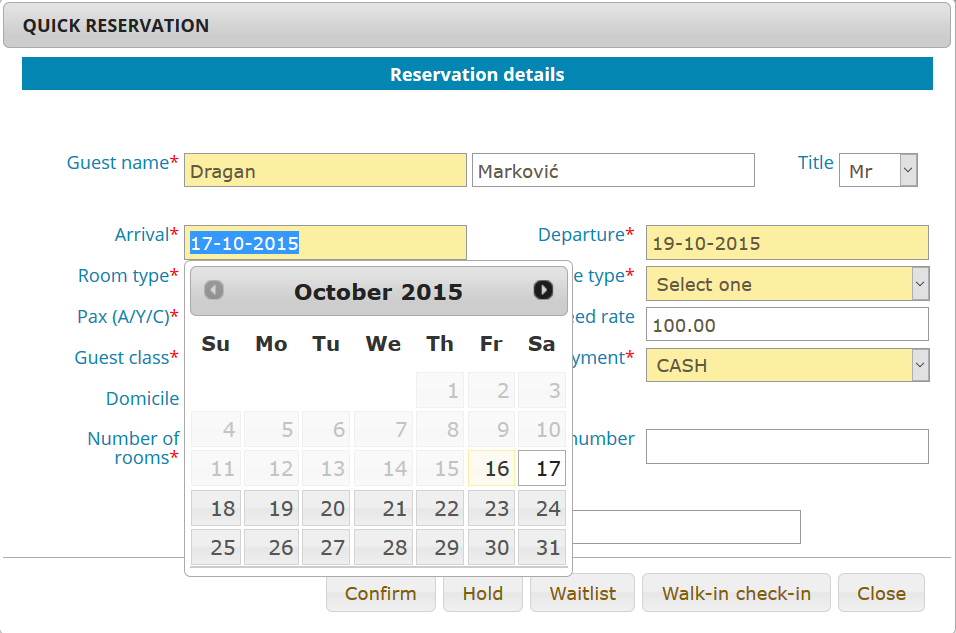 QUICK RESERVATION
Reservation details
Guest name* Dragan Marković Title Mr
Arrival* 17-10-2015 Departure* 19-10-2015
Room type* e type* Select one
Pax (A/Y/C)* eed rate 100.00
Guest class* yment* CASH
Domicile
Number of number
rooms*
October 2015
Su Mo Tu We Th Fr Sa
1 2 3
4 5 6 7 8 9 10
11 12 13 14 15 16 17
18 19 20 21 22 23 24
25 26 27 28 29 30 31
Confirm Hold Waitlist Walk-in check-in Close